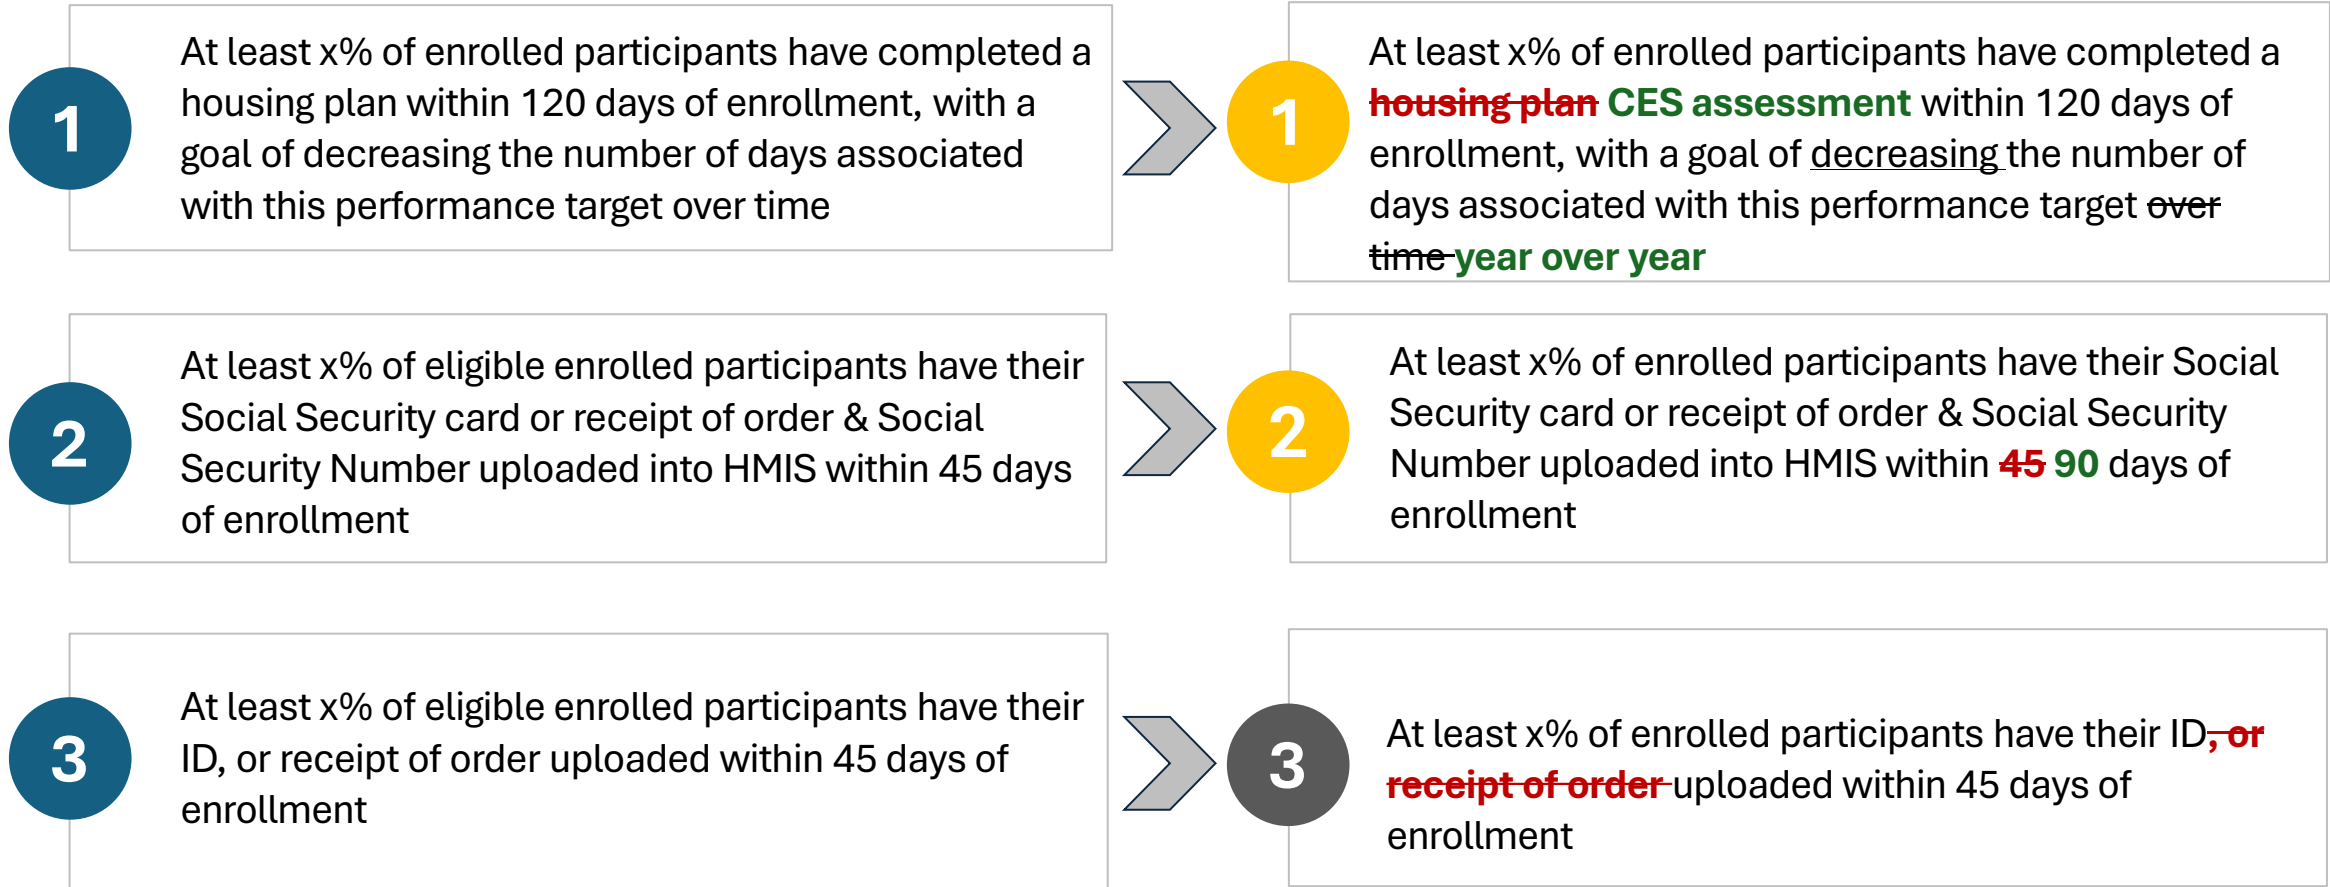 1
At least x% of enrolled participants have completed a
housing plan within 120 days of enrollment, with a
goal of decreasing the number of days associated
with this performance target over time
1
At least x% of enrolled participants have completed a
housing plan CES assessment within 120 days of
enrollment, with a goal of decreasing the number of
days associated with this performance target over
time year over year
2
At least x% of eligible enrolled participants have their
Social Security card or receipt of order & Social
Security Number uploaded into HMIS within 45 days
of enrollment
2
At least x% of enrolled participants have their Social
Security card or receipt of order & Social Security
Number uploaded into HMIS within 45 90 days of
enrollment
3
At least x% of eligible enrolled participants have their
ID, or receipt of order uploaded within 45 days of
enrollment
3
At least x% of enrolled participants have their ID, or
receipt of order uploaded within 45 days of
enrollment